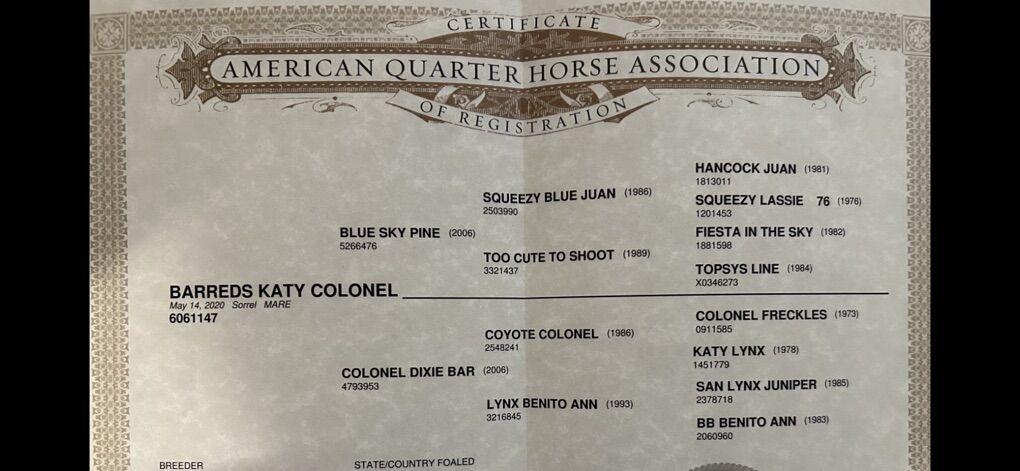 CERTIFICATE
AMERICAN QUARTER HORSE ASSOCIATION
OF REGISTRATION
HANCOCK JUAN (1981)
1813011
SQUEEZY BLUE JUAN (1986)
2503990
SQUEEZY LASSIE 76 (1976)
1201453
BLUE SKY PINE (2006)
5266476
FIESTA IN THE SKY (1982)
1881598
TOO CUTE TO SHOOT (1989)
3321437
TOPSYS LINE (1984)
X0346273
BARREDS KATY COLONEL
May 14, 2020 Sorrel MARE
6061147
COLONEL FRECKLES (1973)
0911585
COYOTE COLONEL (1986)
2548241
KATY LYNX (1978)
1451779
COLONEL DIXIE BAR (2006)
4793953
SAN LYNX JUNIPER (1985)
2378718
LYNX BENITO ANN (1993)
3216845
BB BENITO ANN (1983)
2060960
BREEDER
STATE/COUNTRY FOALED